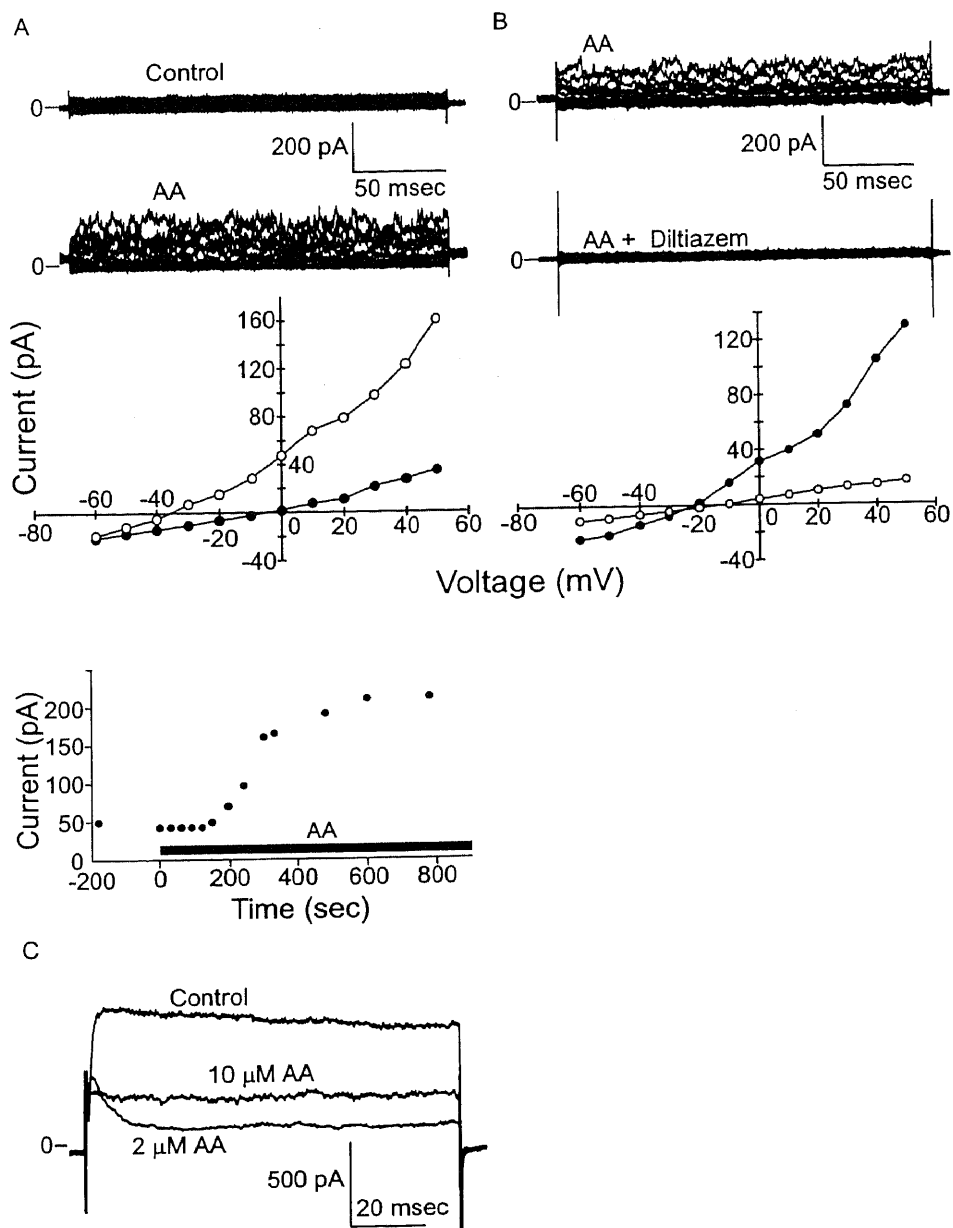 A
B
Control
0
200 pA
50 msec
AA
0
AA
0
200 pA
50 msec
AA + Diltiazem
0
Current (pA)
160
120
80
40
-60
-40
-80
-20
0
20
40
60
-40
120
80
40
-60
-40
-80
-20
0
20
40
60
-40
Voltage (mV)
Current (pA)
200
150
100
50
0
AA
-200
0
200
400
600
800
Time (sec)
C
Control
10 µM AA
0
2 µM AA
500 pA
20 msec